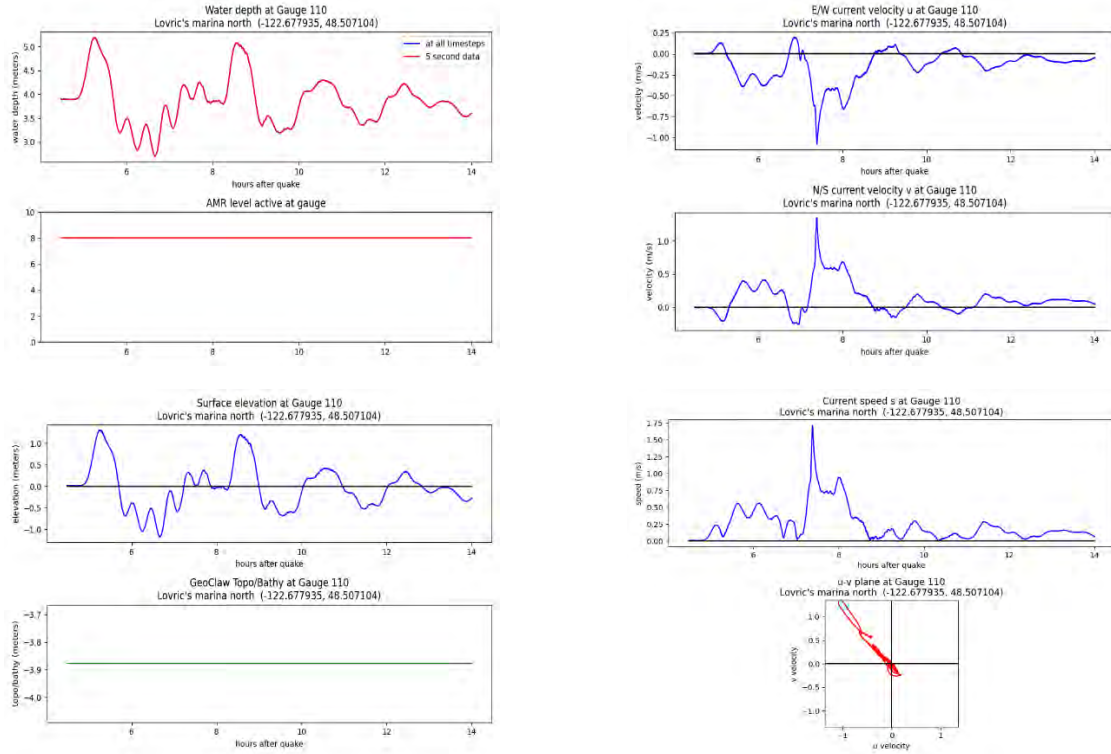 Water depth at Gauge 110
Lovric's marina north (-122.677935, 48.507104)
water depth (meters)
5.0
4.5
4.0
3.5
3.0
at all timesteps
5 second data
6 8 10 12 14
hours after quake
AMR level active at gauge
10
8
6
4
2
0
6 8 10 12 14
Surface elevation at Gauge 110
Lovric's marina north (-122.677935, 48.507104)
elevation (meters)
1.0
0.5
0.0
−0.5
−1.0
6 8 10 12 14
hours after quake
GeoClaw Topo/Bathy at Gauge 110
Lovric's marina north (-122.677935, 48.507104)
topo/bathy (meters)
−3.7
−3.8
−3.9
−4.0
6 8 10 12 14
hours after quake
E/W current velocity u at Gauge 110
Lovric's marina north (-122.677935, 48.507104)
velocity (m/s)
0.25
0.00
−0.25
−0.50
−0.75
−1.00
6 8 10 12 14
hours after quake
N/S current velocity v at Gauge 110
Lovric's marina north (-122.677935, 48.507104)
velocity (m/s)
1.0
0.5
0.0
6 8 10 12 14
hours after quake
Current speed s at Gauge 110
Lovric's marina north (-122.677935, 48.507104)
speed (m/s)
1.75
1.50
1.25
1.00
0.75
0.50
0.25
0.00
6 8 10 12 14
hours after quake
u-v plane at Gauge 110
Lovric's marina north (-122.677935, 48.507104)
v velocity
1.0
0.5
0.0
−0.5
−1.0
−1 0 1
u velocity